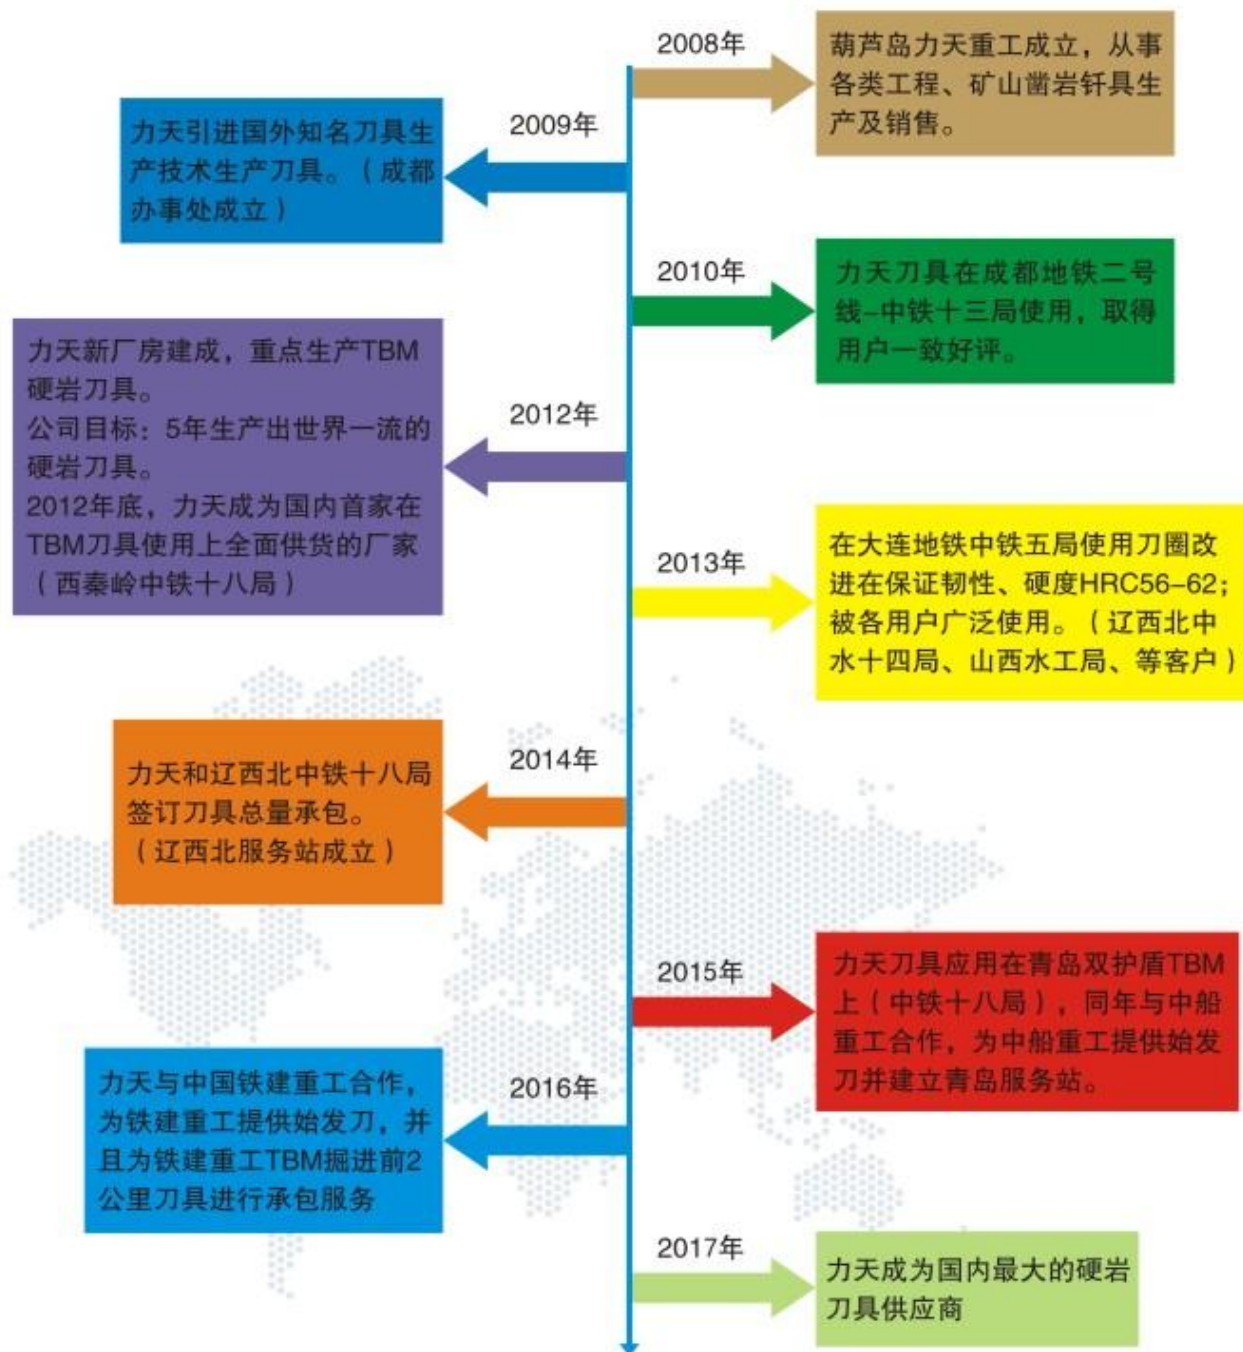 2008年
葫芦岛力天重工成立，从事
各类工程、矿山凿岩钎具生
产及销售。
2009年
力天引进国外知名刀具生
产技术生产刀具。（成都
办事处成立）
2010年
力天刀具在成都地铁二号
线-中铁十三局使用，取得
用户一致好评。
2012年
力天新厂房建成，重点生产TBM
硬岩刀具。
公司目标：5年生产出世界一流的
硬岩刀具。
2012年底，力天成为国内首家在
TBM刀具使用上全面供货的厂家
（西秦岭中铁十八局）
2013年
在大连地铁中铁五局使用刀圈改
进在保证韧性、硬度HRC56-62；
被各用户广泛使用。（辽西北中
水十四局、山西水工局、等客户）
2014年
力天和辽西北中铁十八局
签订刀具总量承包。
（辽西北服务站成立）
2015年
力天刀具应用在青岛双护盾TBM
上（中铁十八局），同年与中船
重工合作，为中船重工提供始发
刀并建立青岛服务站。
2016年
力天与中国铁建重工合作，
为铁建重工提供始发刀，并
且为铁建重工TBM掘进前2
公里刀具进行承包服务
2017年
力天成为国内最大的硬岩
刀具供应商